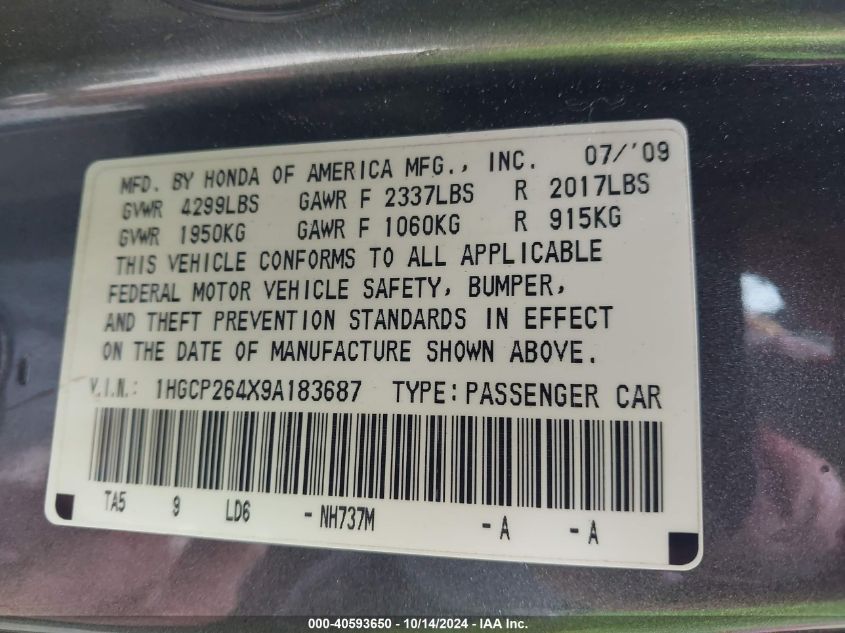 MFD. BY HONDA OF AMERICA MFG., INC. 07/'09
GVWR 4299LBS GAWR F 2337LBS R 2017LBS
GVWR 1950KG GAWR F 1060KG R 915KG
THIS VEHICLE CONFORMS TO ALL APPLICABLE
FEDERAL MOTOR VEHICLE SAFETY, BUMPER,
AND THEFT PREVENTION STANDARDS IN EFFECT
ON THE DATE OF MANUFACTURE SHOWN ABOVE.
V.I.N.: 1HGCP264X9A183687 TYPE: PASSENGER CAR
TA5 9 LD6 - NH737M - A - A
000-40593650 - 10/14/2024 - IAA Inc.